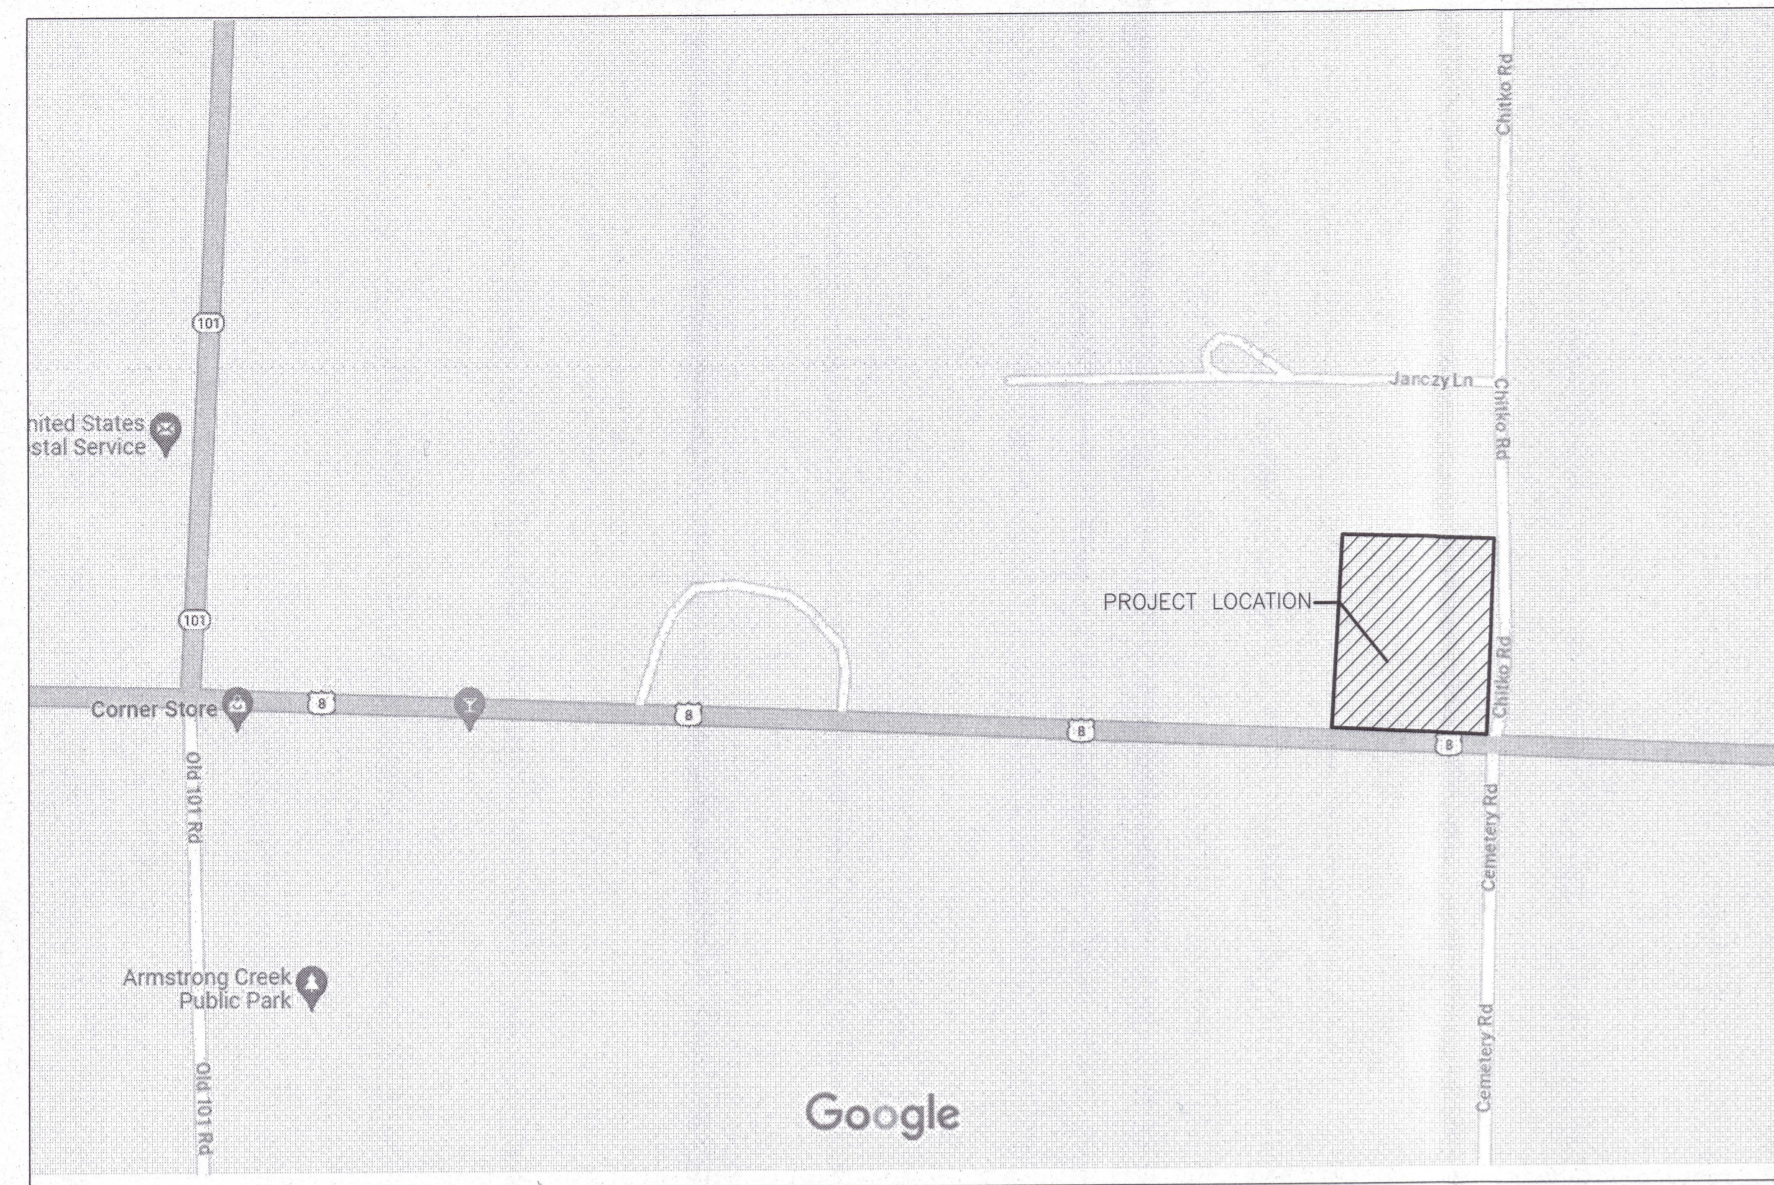 Chitko Rd
101
Janczy Ln
Chitko Rd
nited States
ostal Service
PROJECT LOCATION
101
Chitko Rd
Corner Store
8
8
8
8
Old 101 Rd
Cemetery Rd
Armstrong Creek
Public Park
Cemetery Rd
Old 101 Rd
Google